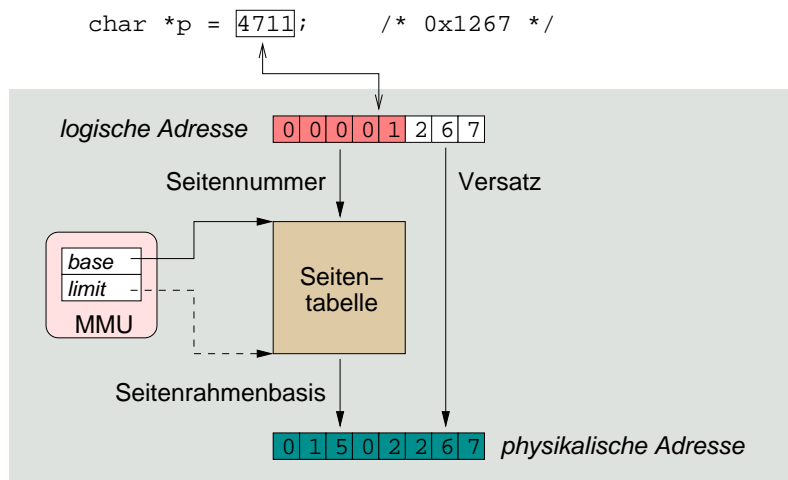 char *p = 4711; /* 0x1267 */
logische Adresse 0 0 0 0 1 2 6 7
Seitennummer Versatz
base
limit
MMU
Seiten–
tabelle
Seitenrahmenbasis
0 1 5 0 2 2 6 7 physikalische Adresse